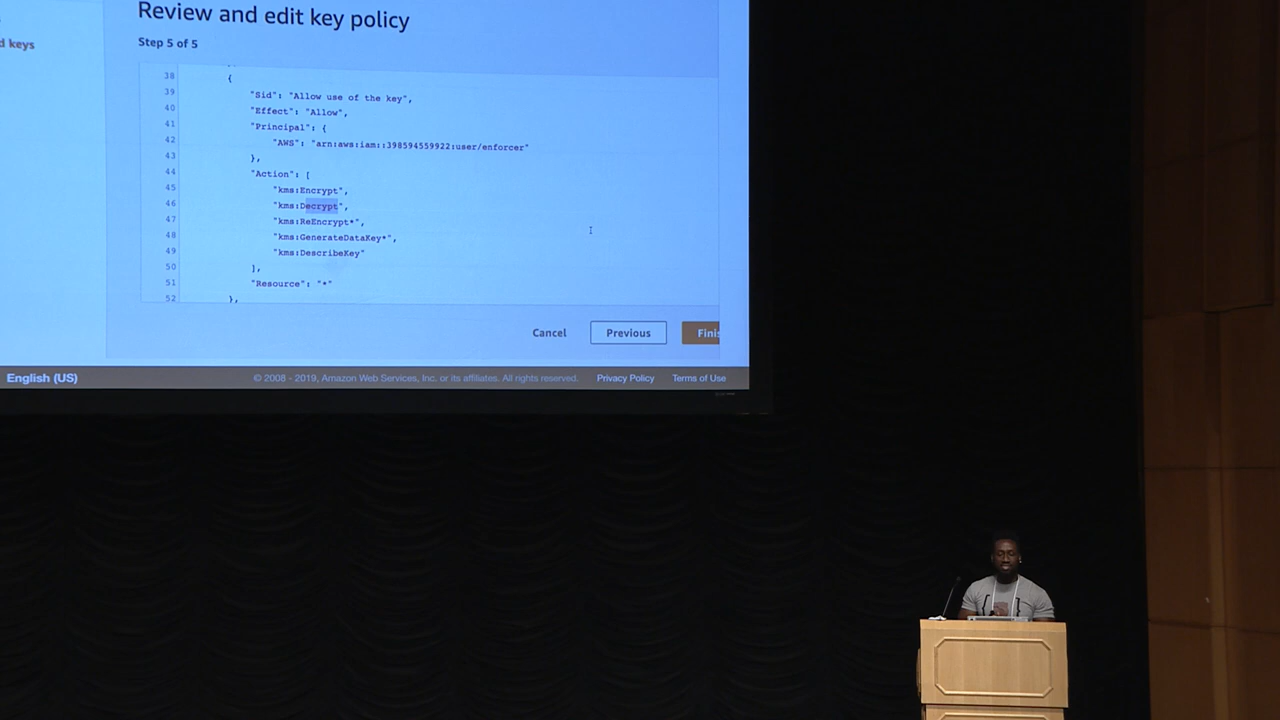 Review and edit key policy
d keys
Step 5 of 5
38 {
39 "Sid": "Allow use of the key",
40 "Effect": "Allow",
41 "Principal": {
42 "AWS": "arn:aws:iam::398594559922:user/enforcer"
43 },
44 "Action": [
45 "kms:Encrypt",
46 "kms:Decrypt",
47 "kms:ReEncrypt*",
48 "kms:GenerateDataKey*",
49 "kms:DescribeKey"
50 ],
51 "Resource": "*"
52 },
Cancel Previous Finis
English (US) © 2008 - 2019, Amazon Web Services, Inc. or its affiliates. All rights reserved. Privacy Policy Terms of Use